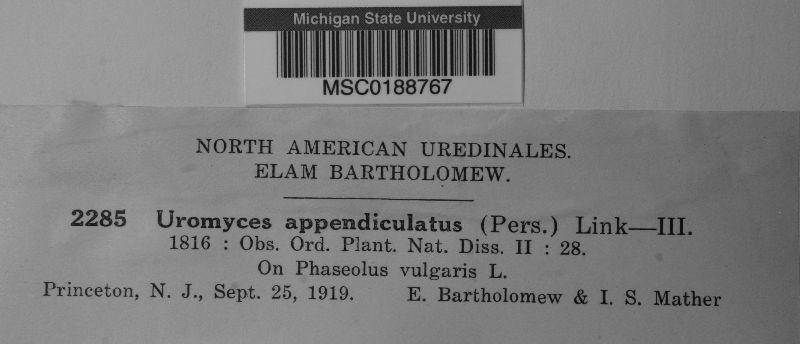 Michigan State University
MSC0188767
NORTH AMERICAN UREDINALES.
ELAM BARTHOLOMEW.
2285 Uromyces appendiculatus (Pers.) Link—III.
1816 : Obs. Ord. Plant. Nat. Diss. II : 28.
On Phaseolus vulgaris L.
Princeton, N. J., Sept. 25, 1919. E. Bartholomew & I. S. Mather